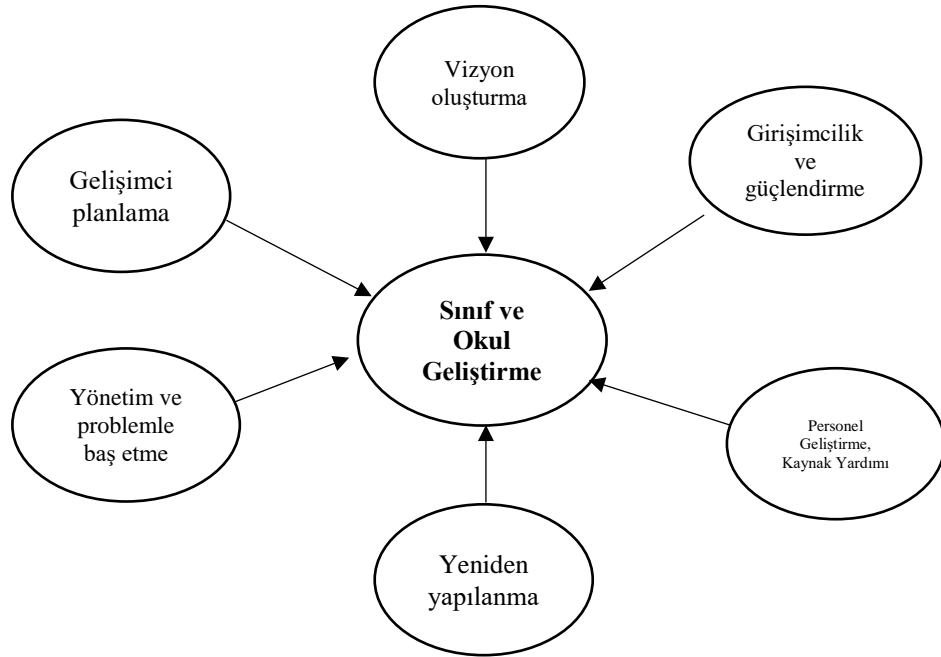 Vizyon
oluşturma
Girişimcilik
ve
güçlendirme
Gelişimci
planlama
Sınıf ve
Okul
Geliştirme
Yönetim ve
problemle
baş etme
Personel
Geliştirme,
Kaynak Yardımı
Yeniden
yapılanma